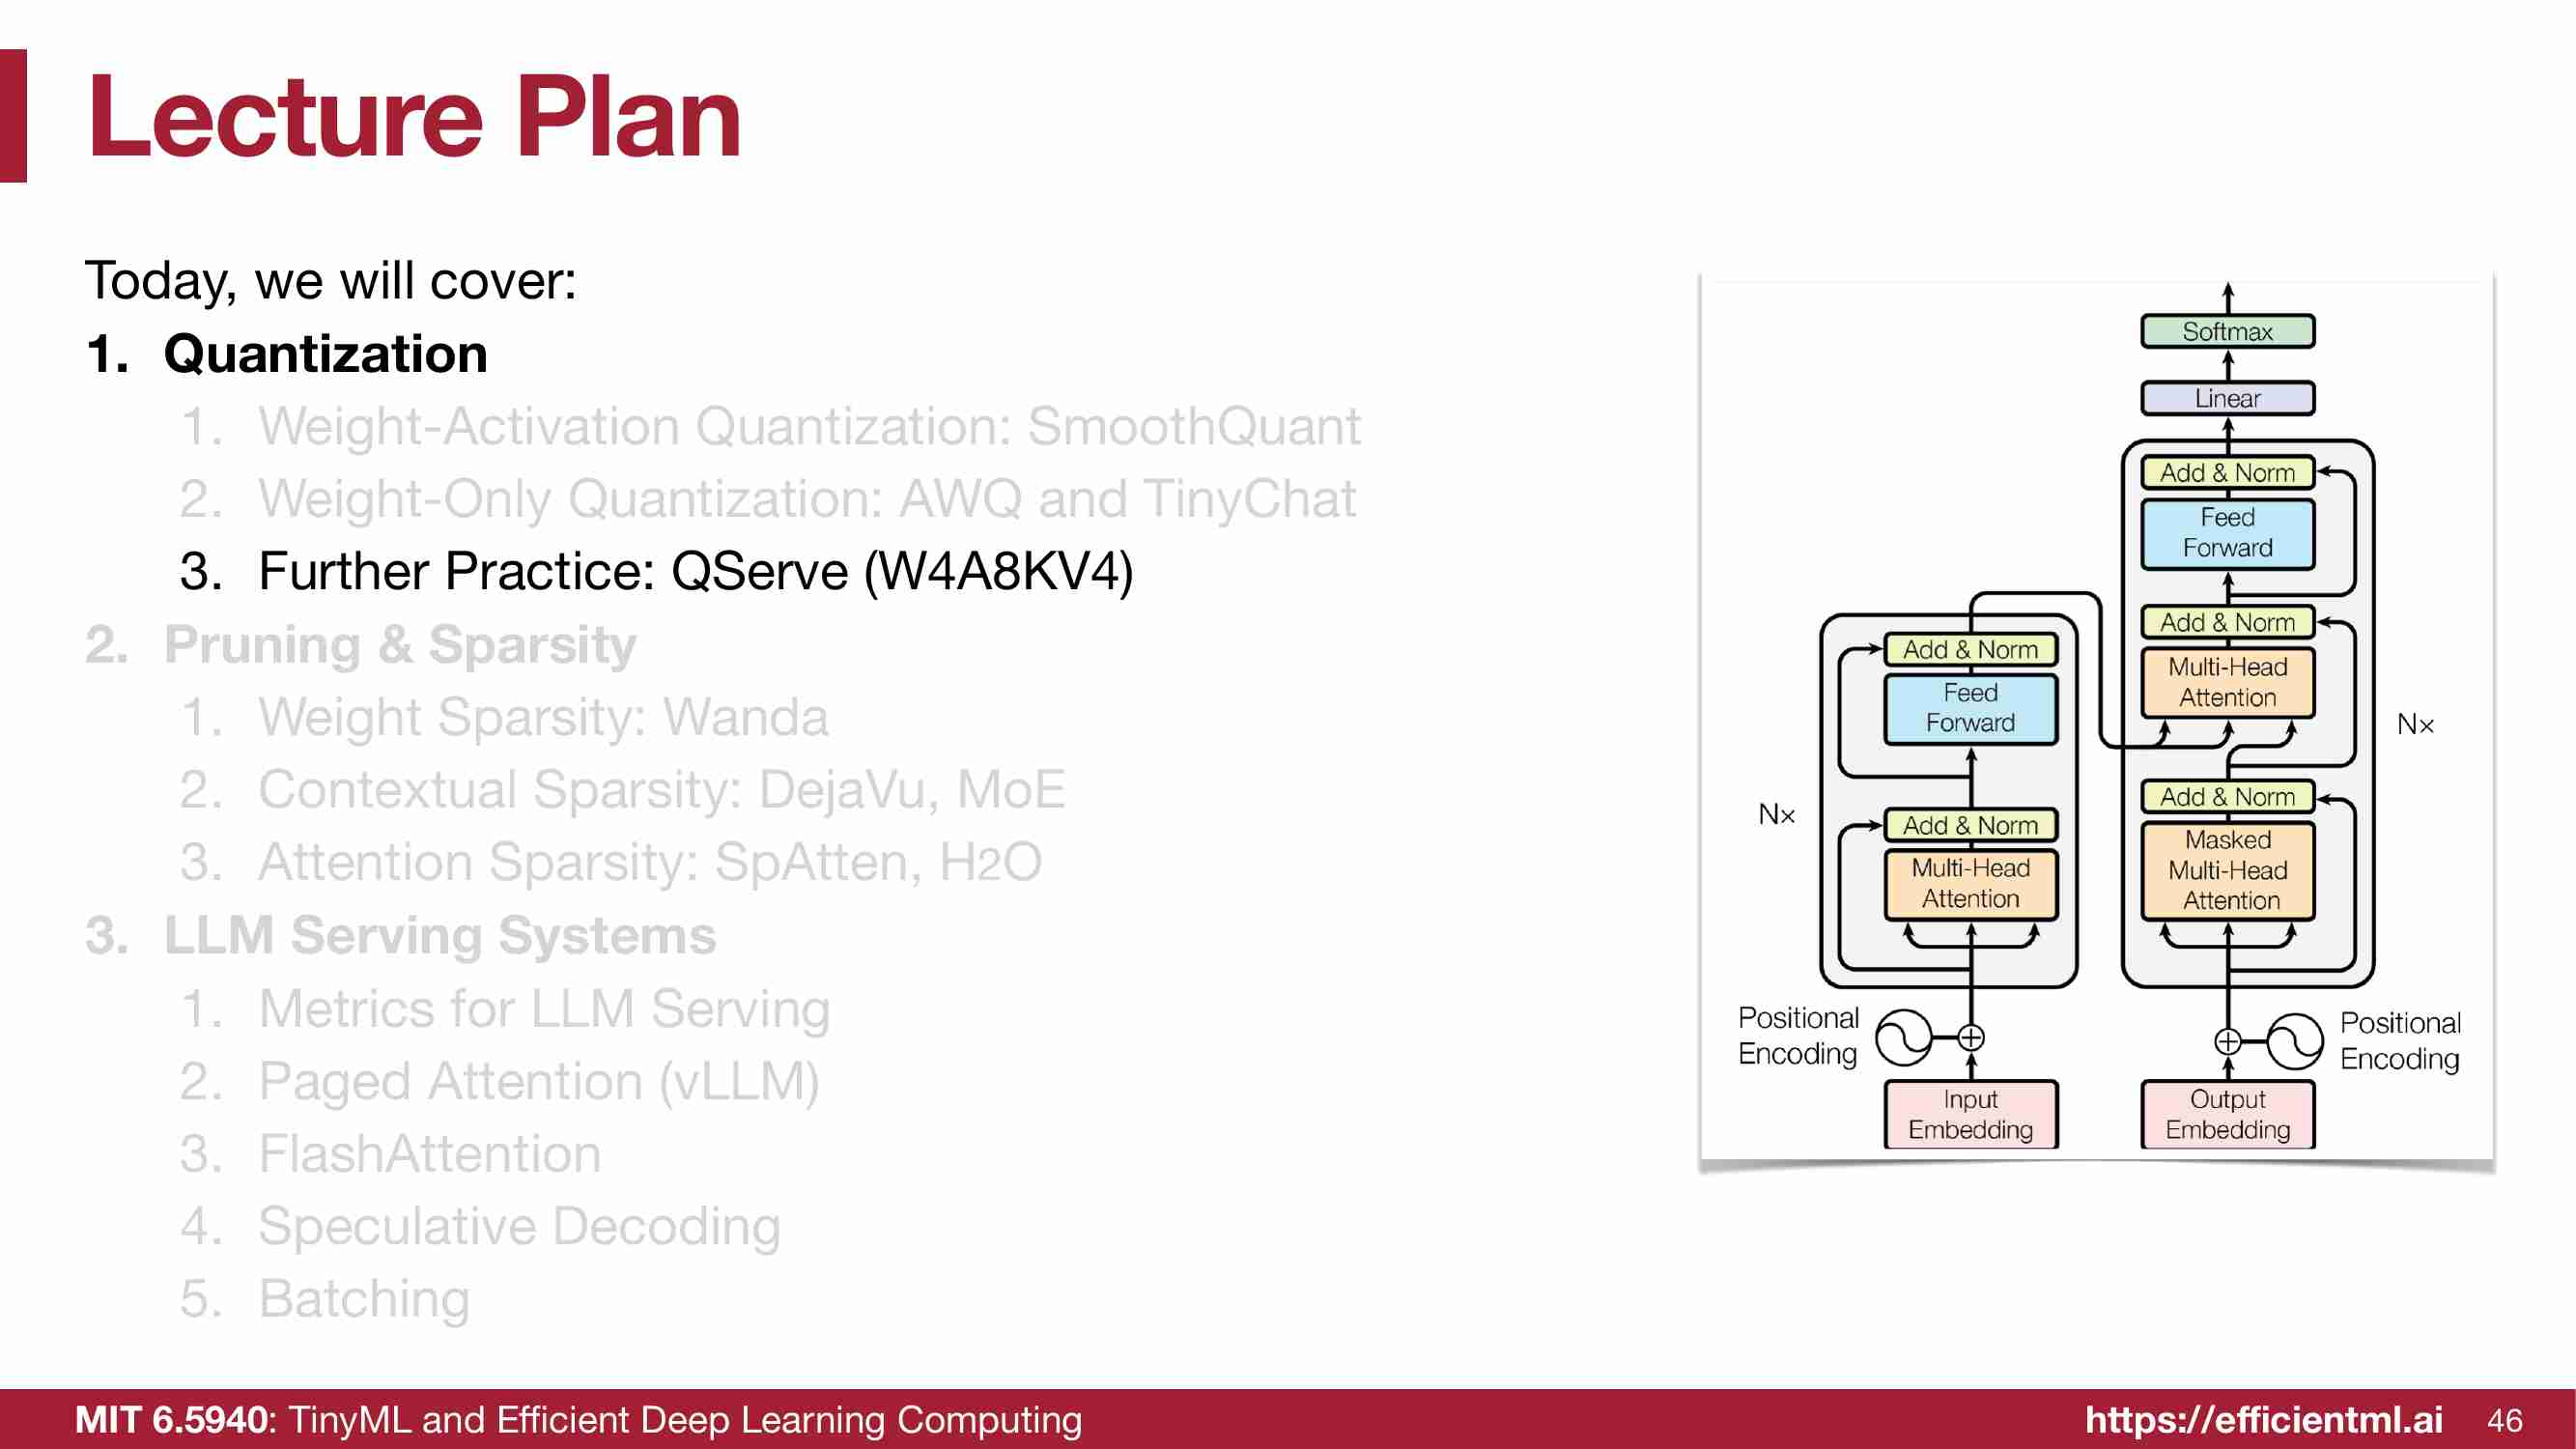 Lecture Plan
Today, we will cover:
1. Quantization
1. Weight-Activation Quantization: SmoothQuant
2. Weight-Only Quantization: AWQ and TinyChat
3. Further Practice: QServe (W4A8KV4)
2. Pruning & Sparsity
1. Weight Sparsity: Wanda
2. Contextual Sparsity: DejaVu, MoE
3. Attention Sparsity: SpAtten, H2O
3. LLM Serving Systems
1. Metrics for LLM Serving
2. Paged Attention (vLLM)
3. FlashAttention
4. Speculative Decoding
5. Batching
Softmax
Linear
Add & Norm
Feed
Forward
Add & Norm
Multi-Head
Attention
N×
Add & Norm
Masked
Multi-Head
Attention
Positional
Encoding
Output
Embedding
Add & Norm
Feed
Forward
N×
Add & Norm
Multi-Head
Attention
Positional
Encoding
Input
Embedding
MIT 6.5940: TinyML and Efficient Deep Learning Computing
https://efficientml.ai
46